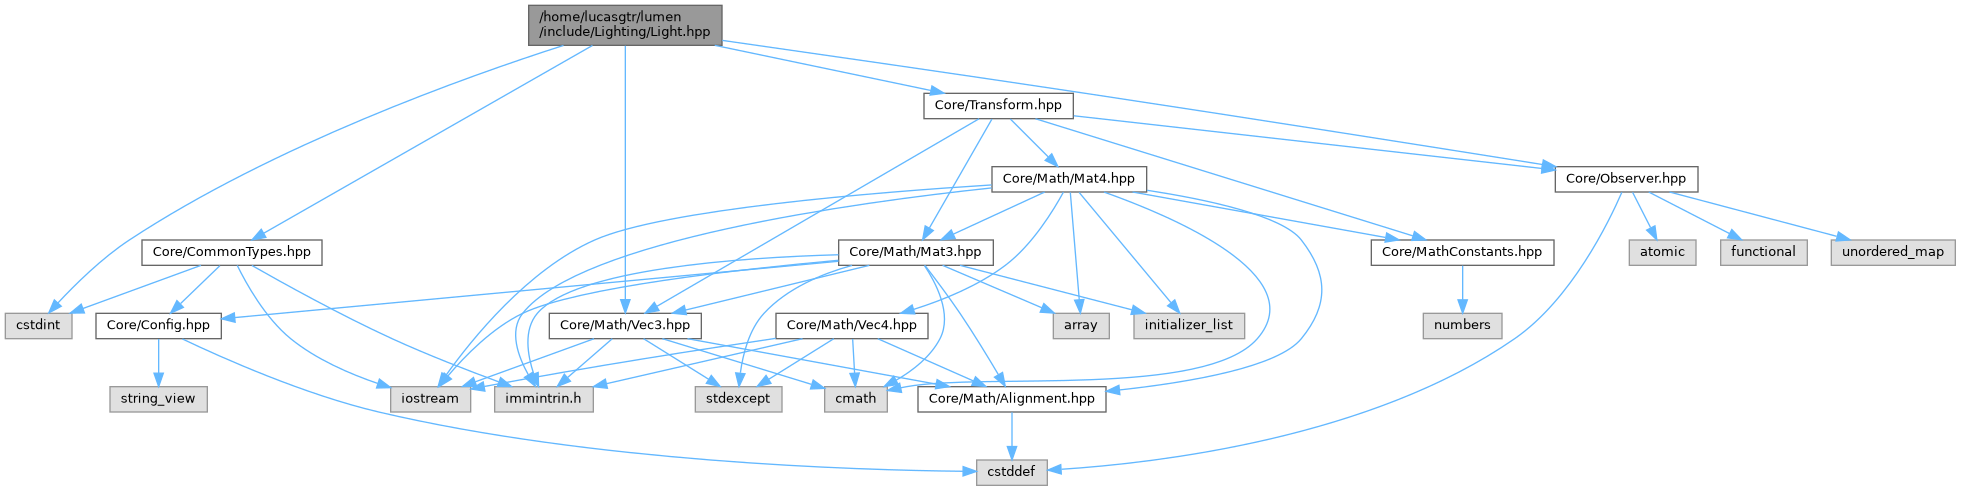 /home/lucasgtr/lumen
/include/Lighting/Light.hpp
Core/Transform.hpp
Core/Math/Mat4.hpp
Core/Observer.hpp
Core/CommonTypes.hpp
Core/Math/Mat3.hpp
Core/MathConstants.hpp
atomic
functional
unordered_map
cstdint
Core/Config.hpp
Core/Math/Vec3.hpp
Core/Math/Vec4.hpp
array
initializer_list
numbers
string_view
iostream
immintrin.h
stdexcept
cmath
Core/Math/Alignment.hpp
cstddef